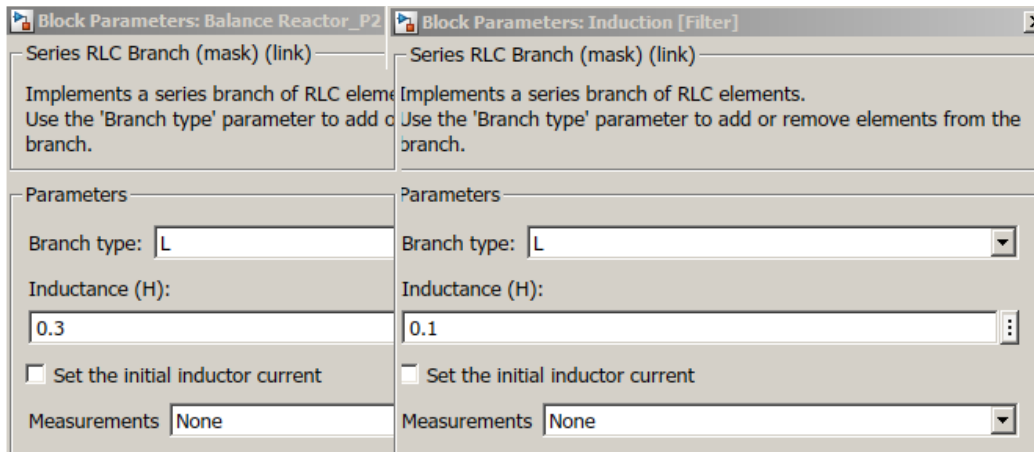 Block Parameters: Balance Reactor_P2
Series RLC Branch (mask) (link)
Implements a series branch of RLC eleme
Use the 'Branch type' parameter to add o
branch.
Parameters
Branch type: L
Inductance (H):
0.3
Set the initial inductor current
Measurements None
Block Parameters: Induction [Filter]
Series RLC Branch (mask) (link)
Implements a series branch of RLC elements.
Use the 'Branch type' parameter to add or remove elements from the
branch.
Parameters
Branch type: L
Inductance (H):
0.1
Set the initial inductor current
Measurements None